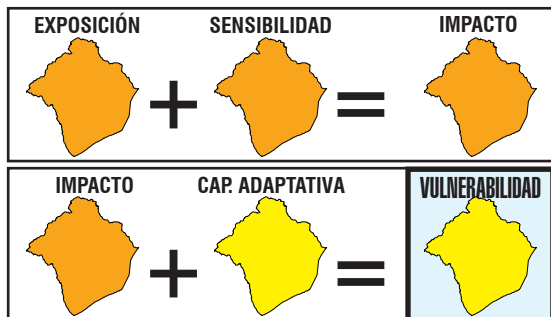 EXPOSICIÓN SENSIBILIDAD IMPACTO
+ =
IMPACTO CAP. ADAPTATIVA VULNERABILIDAD
+ =